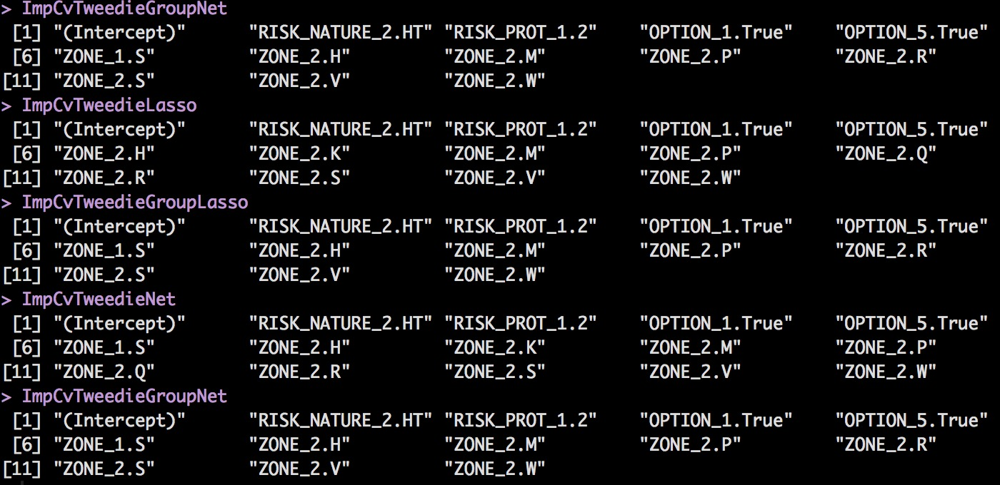 > ImpCvTweedieGroupNet
 [1] "(Intercept)"      "RISK_NATURE_2.HT" "RISK_PROT_1.2"    "OPTION_1.True"    "OPTION_5.True"
 [6] "ZONE_1.S"         "ZONE_2.H"         "ZONE_2.M"         "ZONE_2.P"         "ZONE_2.R"
[11] "ZONE_2.S"         "ZONE_2.V"         "ZONE_2.W"
> ImpCvTweedieLasso
 [1] "(Intercept)"      "RISK_NATURE_2.HT" "RISK_PROT_1.2"    "OPTION_1.True"    "OPTION_5.True"
 [6] "ZONE_2.H"         "ZONE_2.K"         "ZONE_2.M"         "ZONE_2.P"         "ZONE_2.Q"
[11] "ZONE_2.R"         "ZONE_2.S"         "ZONE_2.V"         "ZONE_2.W"
> ImpCvTweedieGroupLasso
 [1] "(Intercept)"      "RISK_NATURE_2.HT" "RISK_PROT_1.2"    "OPTION_1.True"    "OPTION_5.True"
 [6] "ZONE_1.S"         "ZONE_2.H"         "ZONE_2.M"         "ZONE_2.P"         "ZONE_2.R"
[11] "ZONE_2.S"         "ZONE_2.V"         "ZONE_2.W"
> ImpCvTweedieNet
 [1] "(Intercept)"      "RISK_NATURE_2.HT" "RISK_PROT_1.2"    "OPTION_1.True"    "OPTION_5.True"
 [6] "ZONE_1.S"         "ZONE_2.H"         "ZONE_2.K"         "ZONE_2.M"         "ZONE_2.P"
[11] "ZONE_2.Q"         "ZONE_2.R"         "ZONE_2.S"         "ZONE_2.V"         "ZONE_2.W"
> ImpCvTweedieGroupNet
 [1] "(Intercept)"      "RISK_NATURE_2.HT" "RISK_PROT_1.2"    "OPTION_1.True"    "OPTION_5.True"
 [6] "ZONE_1.S"         "ZONE_2.H"         "ZONE_2.M"         "ZONE_2.P"         "ZONE_2.R"
[11] "ZONE_2.S"         "ZONE_2.V"         "ZONE_2.W"